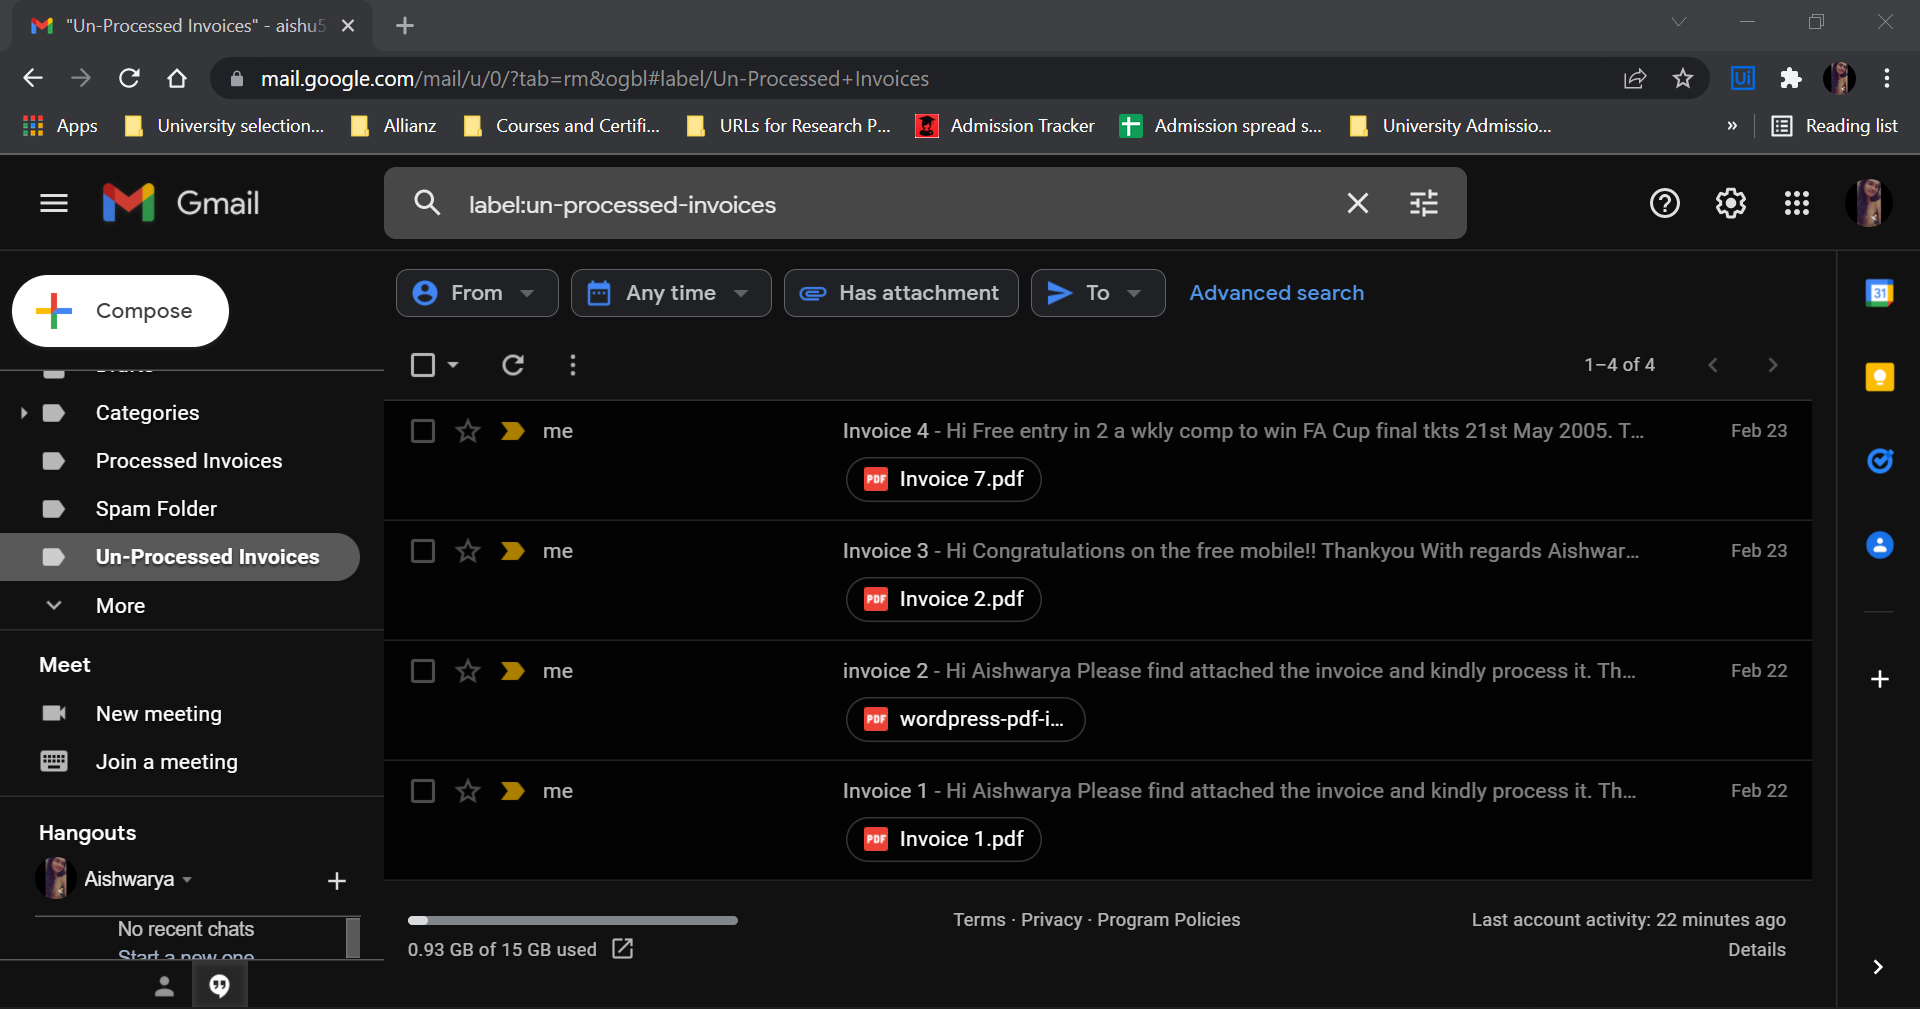 "Un-Processed Invoices" - aishu5
mail.google.com/mail/u/0/?tab=rm&ogbl#label/Un-Processed+Invoices
Ui
Apps University selection... Allianz Courses and Certifi... URLs for Research P... Admission Tracker Admission spread s... University Admissio... » Reading list
Gmail
label:un-processed-invoices
Compose
From Any time Has attachment To Advanced search
31
1–4 of 4
Drafts
Categories
Processed Invoices
Spam Folder
Un-Processed Invoices
More
Meet
New meeting
Join a meeting
Hangouts
Aishwarya
No recent chats
Start a new one
me Invoice 4 - Hi Free entry in 2 a wkly comp to win FA Cup final tkts 21st May 2005. T... Feb 23
PDF Invoice 7.pdf
me Invoice 3 - Hi Congratulations on the free mobile!! Thankyou With regards Aishwar... Feb 23
PDF Invoice 2.pdf
me invoice 2 - Hi Aishwarya Please find attached the invoice and kindly process it. Th... Feb 22
PDF wordpress-pdf-i...
me Invoice 1 - Hi Aishwarya Please find attached the invoice and kindly process it. Th... Feb 22
PDF Invoice 1.pdf
0.93 GB of 15 GB used
Terms · Privacy · Program Policies
Last account activity: 22 minutes ago
Details